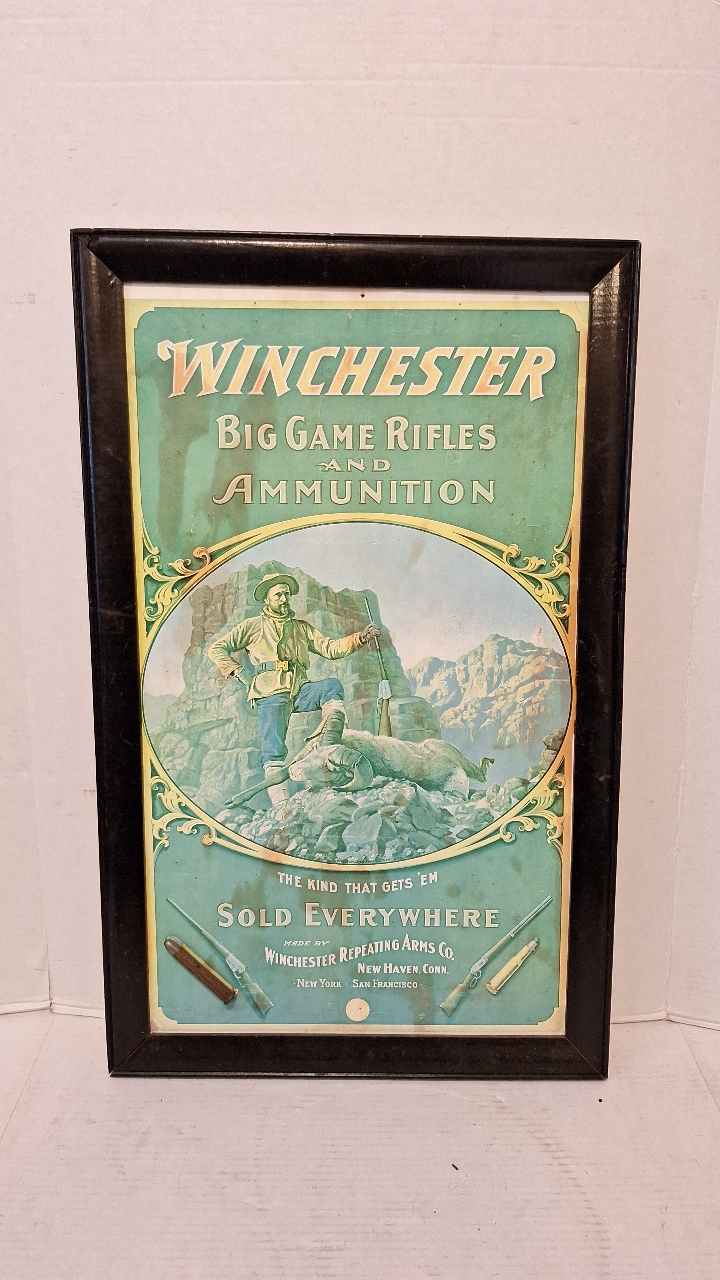 WINCHESTER
BIG GAME RIFLES
AND
AMMUNITION
THE KIND THAT GETS 'EM
SOLD EVERYWHERE
MADE BY
WINCHESTER REPEATING ARMS CO.
NEW HAVEN, CONN.
· NEW YORK · SAN FRANCISCO ·